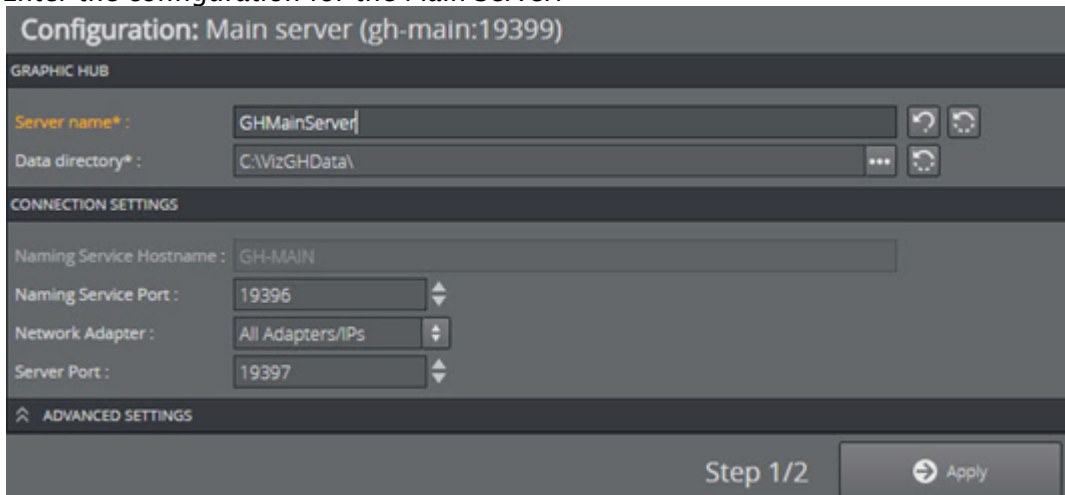 Configuration: Main server (gh-main:19399)
GRAPHIC HUB
Server name* : GHMainServer
Data directory* : C:\VizGHData\ •••
CONNECTION SETTINGS
Naming Service Hostname : GH-MAIN
Naming Service Port : 19396
Network Adapter : All Adapters/IPs
Server Port : 19397
ADVANCED SETTINGS
Step 1/2 Apply